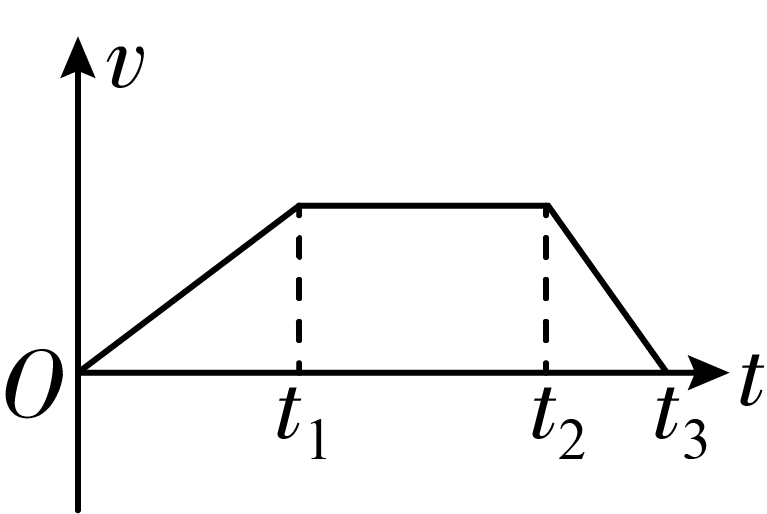 v
O
t₁ t₂ t₃ t